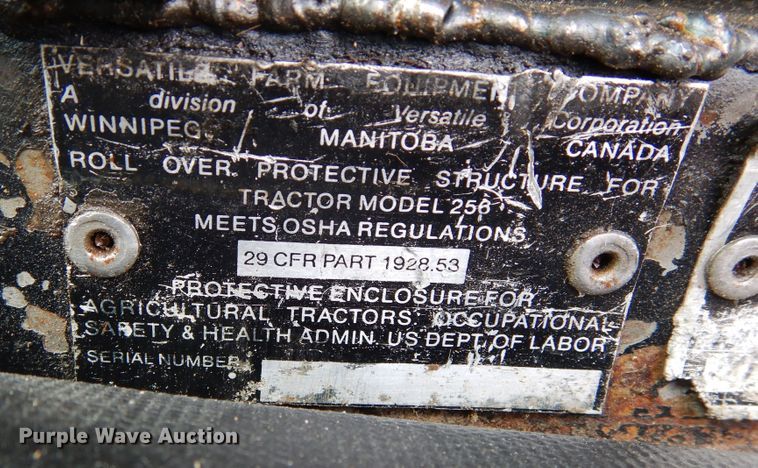 VERSATILE FARM EQUIPMENT COMPANY
A division of Versatile Corporation
WINNIPEG, MANITOBA CANADA
ROLL OVER PROTECTIVE STRUCTURE FOR
TRACTOR MODEL 256
MEETS OSHA REGULATIONS
29 CFR PART 1928.53
PROTECTIVE ENCLOSURE FOR
AGRICULTURAL TRACTORS, OCCUPATIONAL
SAFETY & HEALTH ADMIN. US DEPT. OF LABOR
SERIAL NUMBER
Purple Wave Auction